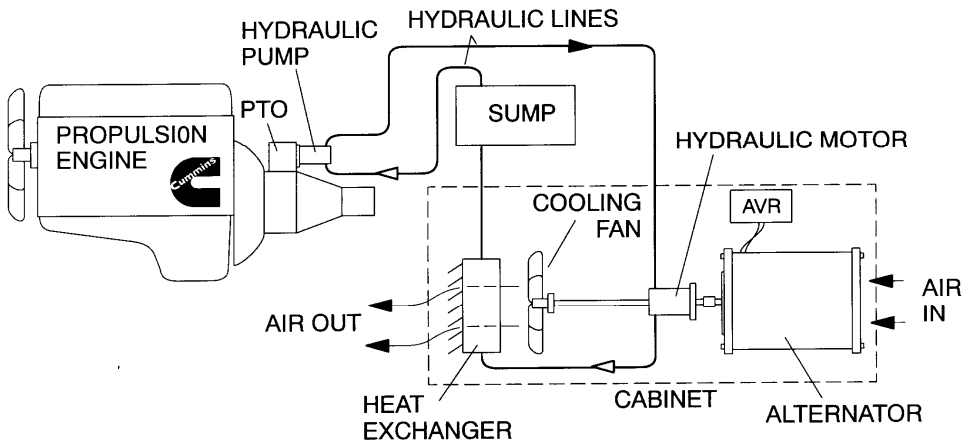 HYDRAULIC LINES
HYDRAULIC
PUMP
PTO
SUMP
PROPULSION
ENGINE
Cummins
HYDRAULIC MOTOR
COOLING
FAN
AVR
AIR OUT
AIR
IN
HEAT
EXCHANGER
CABINET
ALTERNATOR